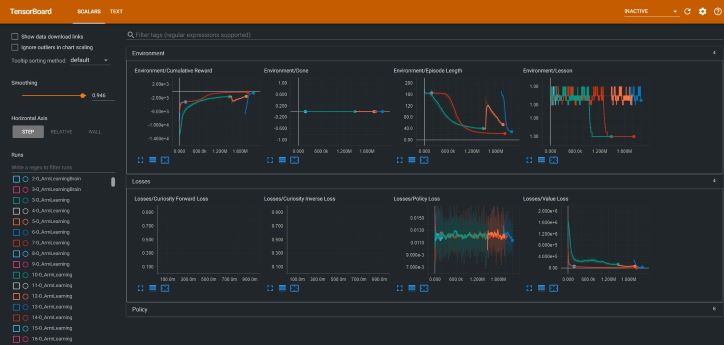 TensorBoard SCALARS TEXT INACTIVE
Show data download links
Ignore outliers in chart scaling
Tooltip sorting method: default
Smoothing
0.946
Horizontal Axis
STEP RELATIVE WALL
Runs
Write a regex to filter runs
2-0_ArmLearningBrain
3-0_ArmLearningBrain
3-0_ArmLearning
4-0_ArmLearning
5-0_ArmLearning
6-0_ArmLearning
7-0_ArmLearning
8-0_ArmLearning
9-0_ArmLearning
10-0_ArmLearning
11-0_ArmLearning
12-0_ArmLearning
13-0_ArmLearning
14-0_ArmLearning
15-0_ArmLearning
16-0_ArmLearning
Filter tags (regular expressions supported)
Environment 4
Environment/Cumulative Reward
2.00e+3
-2.00e+3
-6.00e+3
-1.000e+4
-1.400e+4
0.000 600.0k 1.200M 1.800M
Environment/Done
1.00
0.600
0.200
-0.200
-0.600
-1.00
0.000 600.0k 1.200M 1.800M
Environment/Episode Length
200
160
120
80.0
40.0
0.00
0.000 600.0k 1.200M 1.800M
Environment/Lesson
1.00
1.00
1.00
1.00
0.000 600.0k 1.200M 1.800M
Losses 4
Losses/Curiosity Forward Loss
0.900
0.700
0.500
0.300
0.100
100.0m 300.0m 500.0m 700.0m 900.0m
Losses/Curiosity Inverse Loss
0.900
0.700
0.500
0.300
0.100
100.0m 300.0m 500.0m 700.0m 900.0m
Losses/Policy Loss
0.0150
0.0130
0.0110
9.000e-3
7.000e-3
0.000 600.0k 1.200M 1.800M
Losses/Value Loss
2.000e+6
1.600e+6
1.200e+6
8.000e+5
4.000e+5
0.00
0.000 600.0k 1.200M 1.800M
Policy